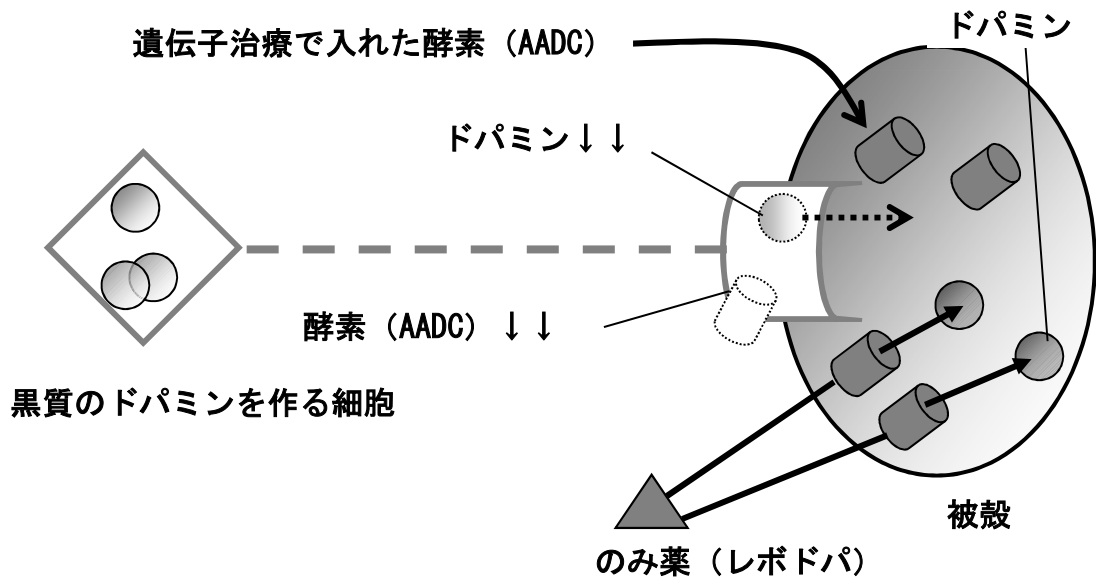 ドパミン
遺伝子治療で入れた酵素（AADC）
ドパミン↓↓
酵素（AADC）↓↓
黒質のドパミンを作る細胞
被殻
のみ薬（レボドパ）